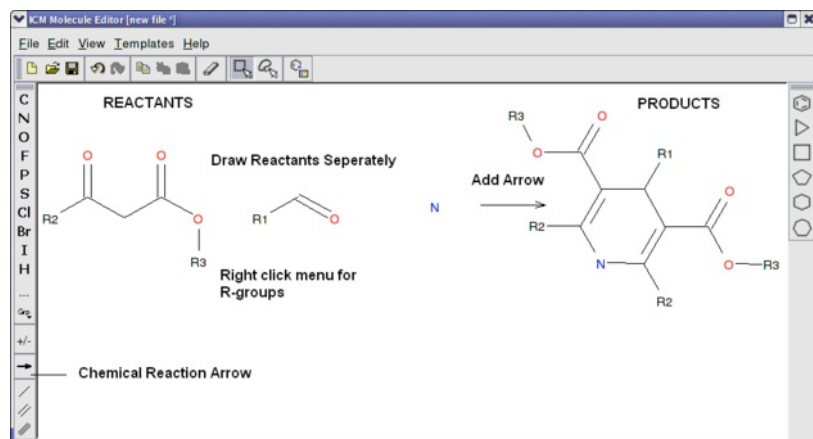 ICM Molecule Editor [new file *]
File Edit View Templates Help
C
N
O
F
P
S
Cl
Br
I
H
...
Grp
+/-
REACTANTS
PRODUCTS
Draw Reactants Seperately
Add Arrow
O
O
R2
O
R3
R1
O
N
R3
O
O
R1
O
R2
N
O
R3
R2
Right click menu for
R-groups
Chemical Reaction Arrow